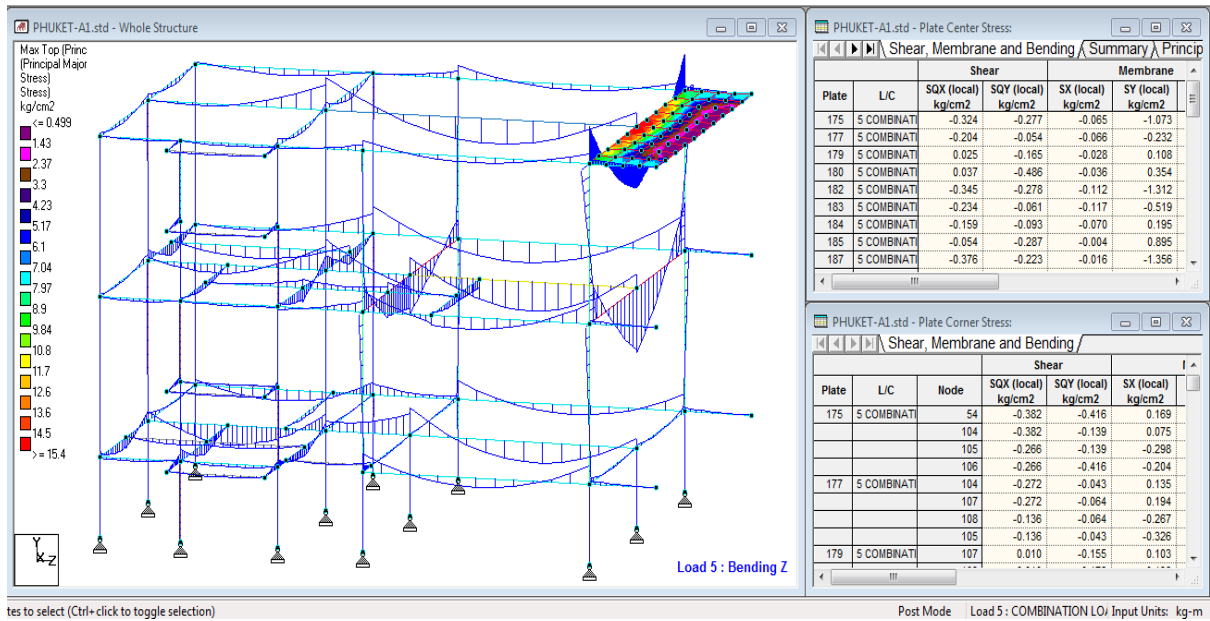 PHUKET-A1.std - Whole Structure
Max Top (Princ
(Principal Major
Stress)
Stress)
kg/cm2
<= 0.499
1.43
2.37
3.3
4.23
5.17
6.1
7.04
7.97
8.9
9.84
10.8
11.7
12.6
13.6
14.5
>= 15.4
Y
X
Z
Load 5 : Bending Z
PHUKET-A1.std - Plate Center Stress:
Shear, Membrane and Bending Summary Princip
Shear Membrane
Plate L/C SQX (local) kg/cm2 SQY (local) kg/cm2 SX (local) kg/cm2 SY (local) kg/cm2
175 5 COMBINATI -0.324 -0.277 -0.065 -1.073
177 5 COMBINATI -0.204 -0.054 -0.066 -0.232
179 5 COMBINATI 0.025 -0.165 -0.028 0.108
180 5 COMBINATI 0.037 -0.486 -0.036 0.354
182 5 COMBINATI -0.345 -0.278 -0.112 -1.312
183 5 COMBINATI -0.234 -0.061 -0.117 -0.519
184 5 COMBINATI -0.159 -0.093 -0.070 0.195
185 5 COMBINATI -0.054 -0.287 -0.004 0.895
187 5 COMBINATI -0.376 -0.223 -0.016 -1.356
PHUKET-A1.std - Plate Corner Stress:
Shear, Membrane and Bending
Shear
Plate L/C Node SQX (local) kg/cm2 SQY (local) kg/cm2 SX (local) kg/cm2
175 5 COMBINATI 54 -0.382 -0.416 0.169
104 -0.382 -0.139 0.075
105 -0.266 -0.139 -0.298
106 -0.266 -0.416 -0.204
177 5 COMBINATI 104 -0.272 -0.043 0.135
107 -0.272 -0.064 0.194
108 -0.136 -0.064 -0.267
105 -0.136 -0.043 -0.326
179 5 COMBINATI 107 0.010 -0.155 0.103
tes to select (Ctrl+click to toggle selection)
Post Mode Load 5 : COMBINATION LO Input Units: kg-m